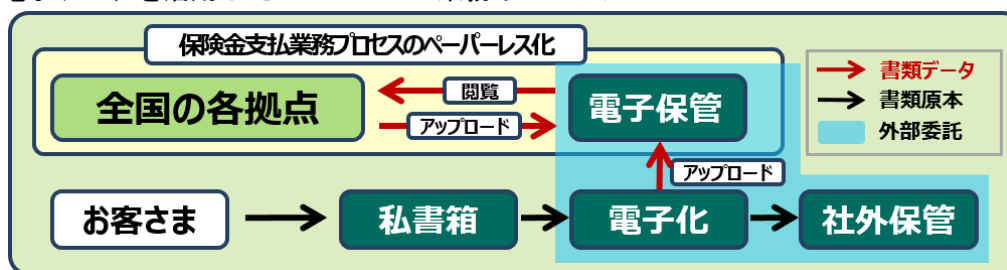 保険金支払業務プロセスのペーパーレス化
全国の各拠点
閲覧
アップロード
電子保管
書類データ
書類原本
外部委託
アップロード
お客さま
私書箱
電子化
社外保管